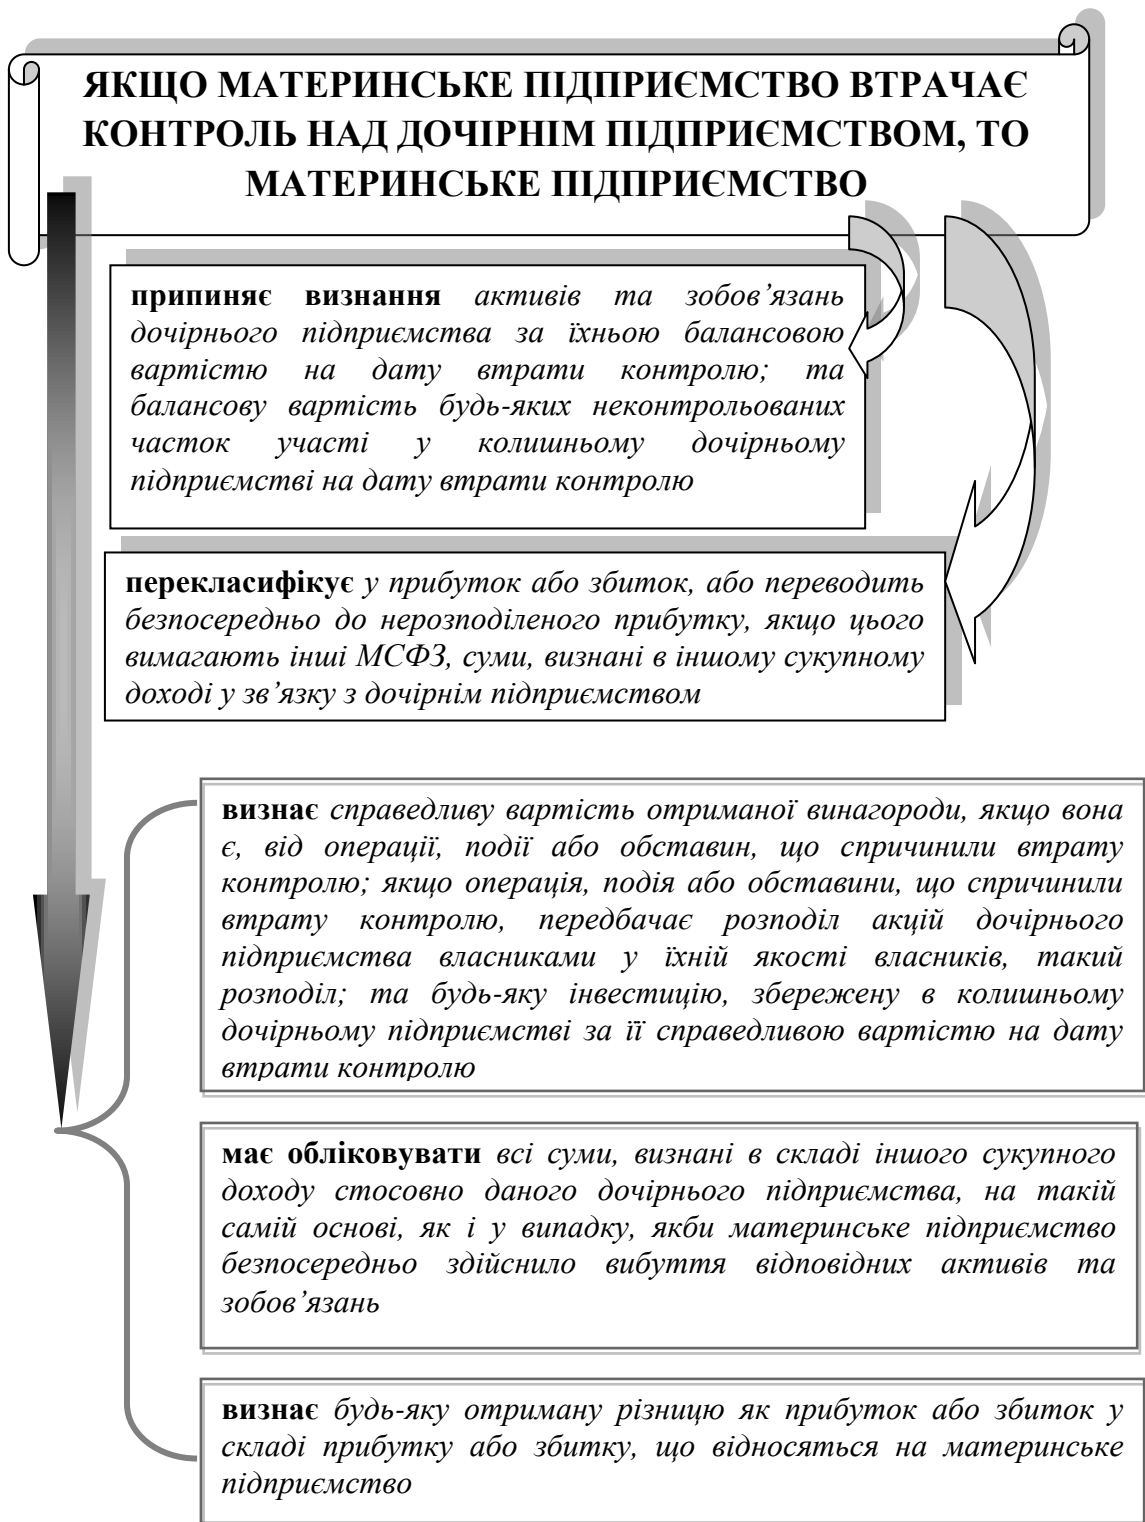 ЯКЩО МАТЕРИНСЬКЕ ПІДПРИЄМСТВО ВТРАЧАЄ
КОНТРОЛЬ НАД ДОЧІРНІМ ПІДПРИЄМСТВОМ, ТО
МАТЕРИНСЬКЕ ПІДПРИЄМСТВО
припиняє визнання активів та зобов’язань
дочірнього підприємства за їхньою балансовою
вартістю на дату втрати контролю; та
балансову вартість будь-яких неконтрольованих
часток участі у колишньому дочірньому
підприємстві на дату втрати контролю
перекласифікує у прибуток або збиток, або переводить
безпосередньо до нерозподіленого прибутку, якщо цього
вимагають інші МСФЗ, суми, визнані в іншому сукупному
доході у зв’язку з дочірнім підприємством
визнає справедливу вартість отриманої винагороди, якщо вона
є, від операції, події або обставин, що спричинили втрату
контролю; якщо операція, подія або обставини, що спричинили
втрату контролю, передбачає розподіл акцій дочірнього
підприємства власниками у їхній якості власників, такий
розподіл; та будь-яку інвестицію, збережену в колишньому
дочірньому підприємстві за її справедливою вартістю на дату
втрати контролю
має обліковувати всі суми, визнані в складі іншого сукупного
доходу стосовно даного дочірнього підприємства, на такій
самій основі, як і у випадку, якби материнське підприємство
безпосередньо здійснило вибуття відповідних активів та
зобов’язань
визнає будь-яку отриману різницю як прибуток або збиток у
складі прибутку або збитку, що відносяться на материнське
підприємство